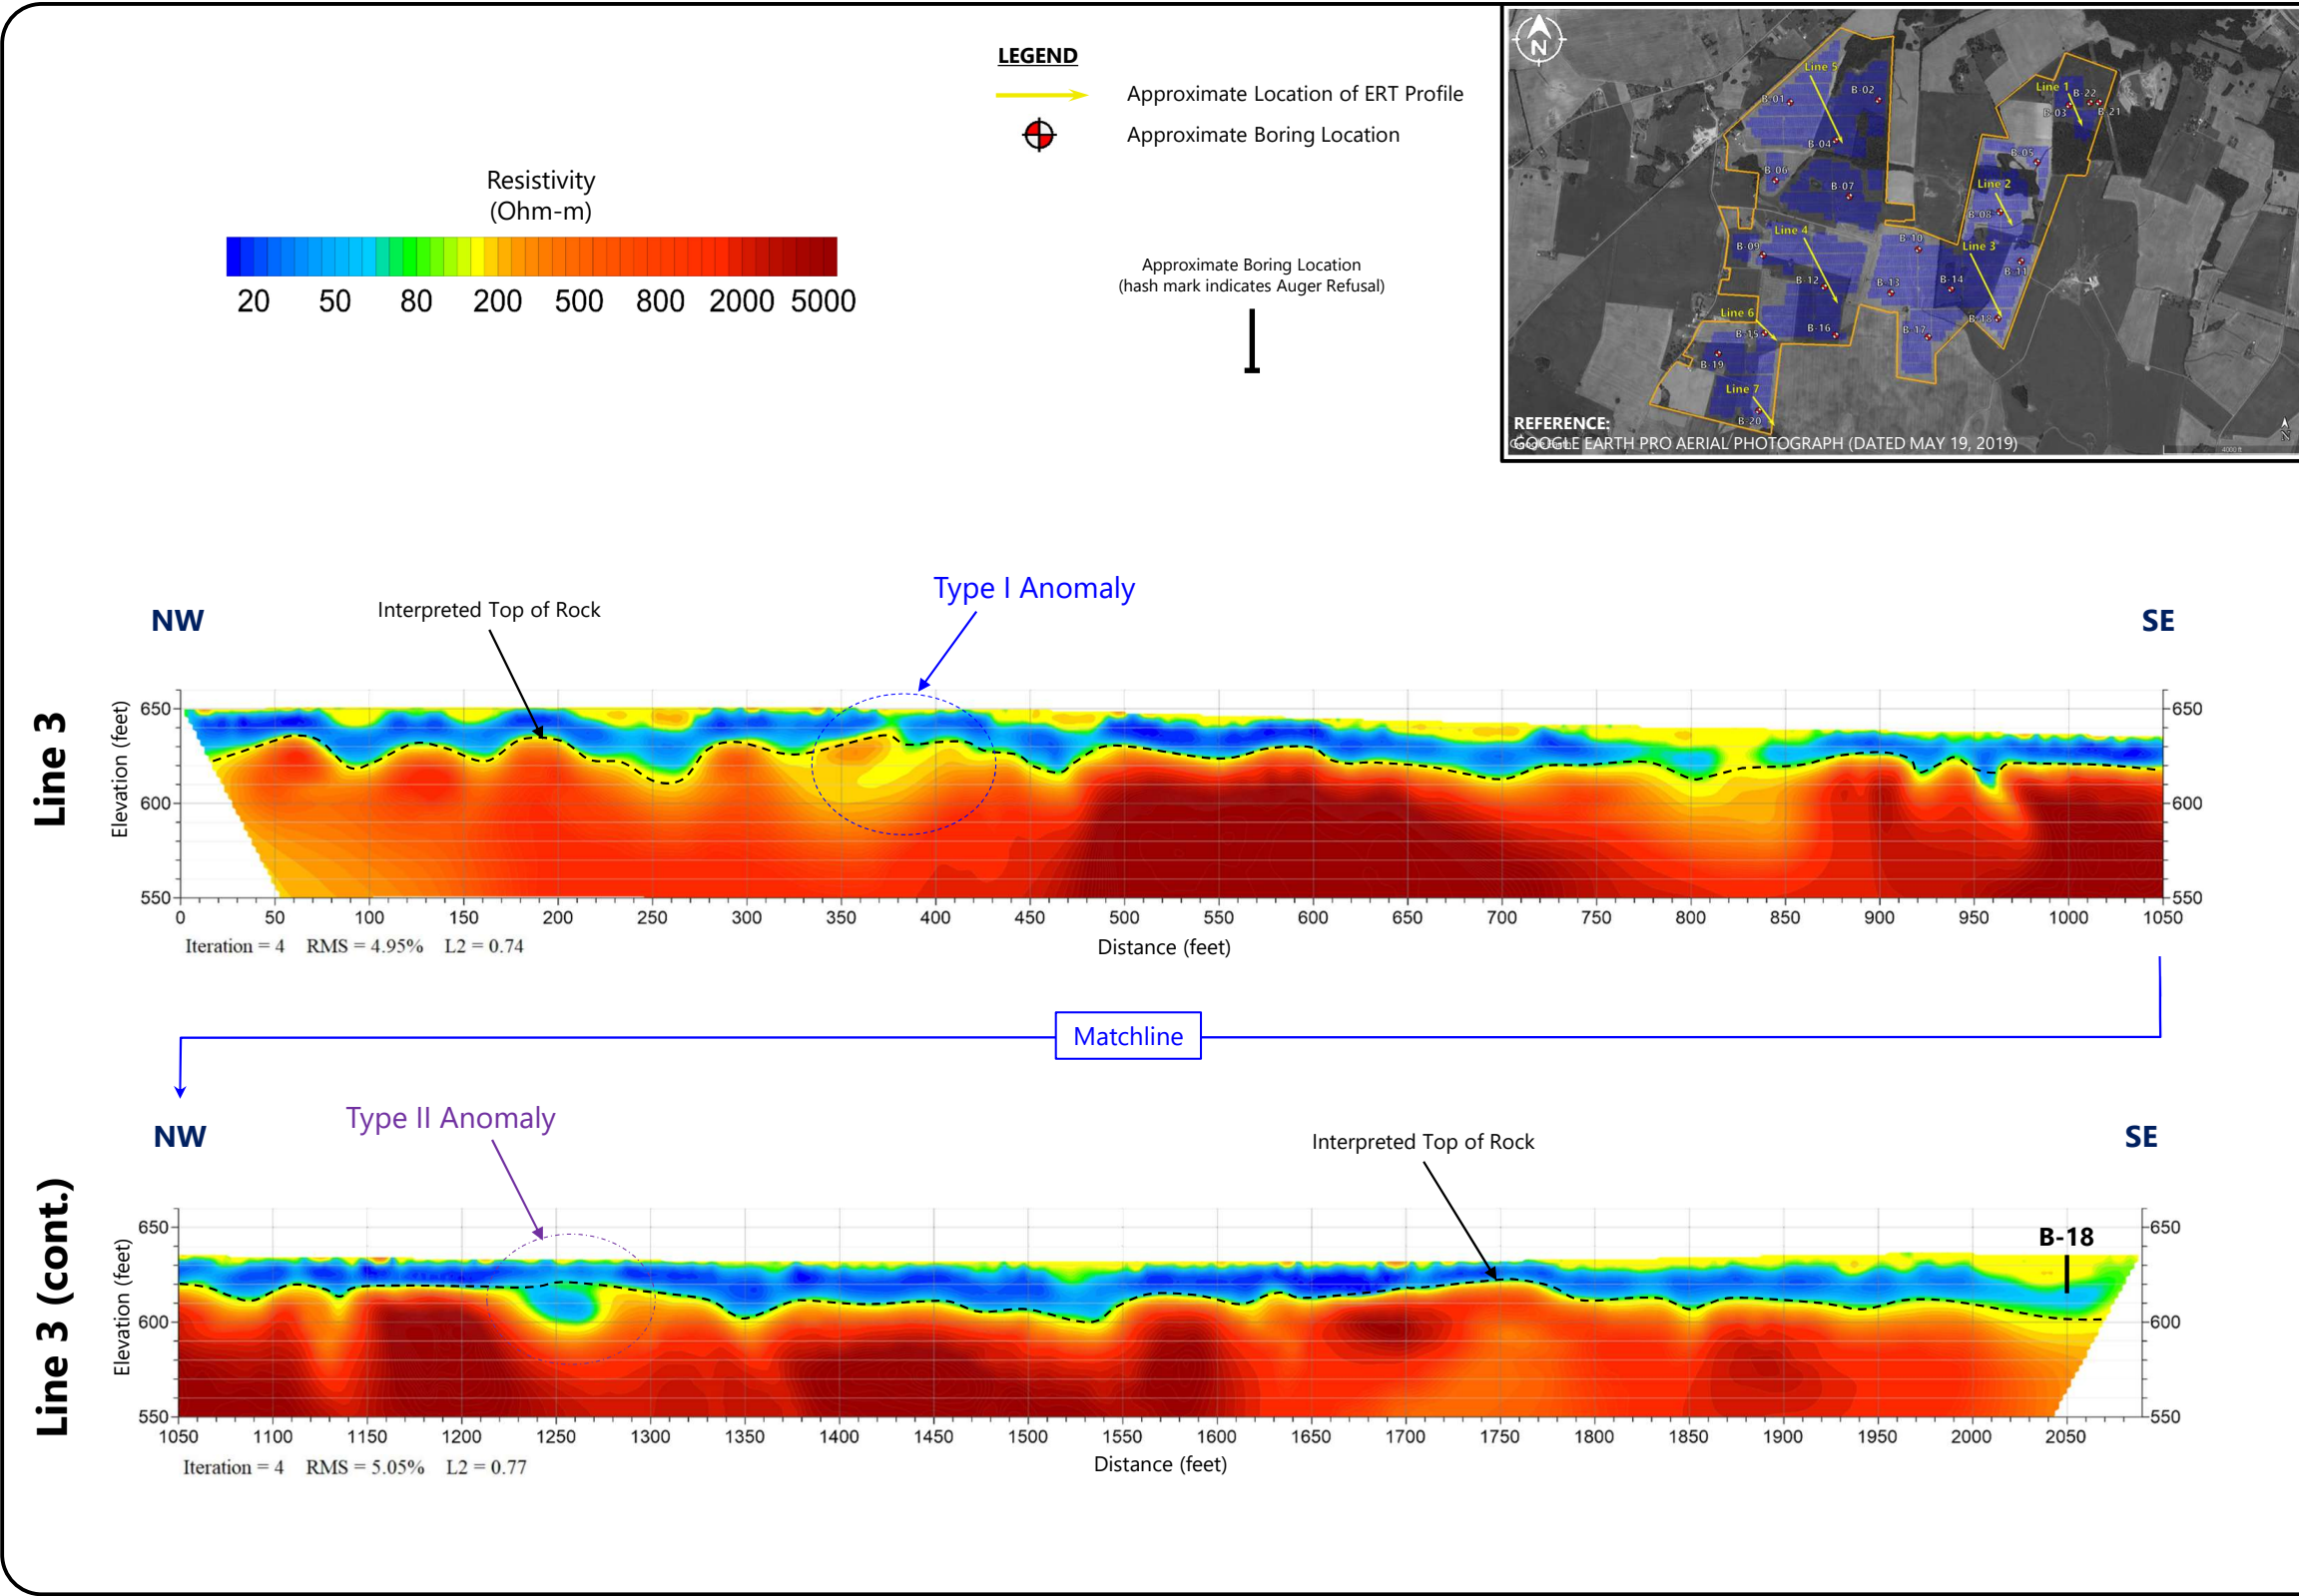 LEGEND
Approximate Location of ERT Profile
Approximate Boring Location
Resistivity
(Ohm-m)
20 50 80 200 500 800 2000 5000
Approximate Boring Location
(hash mark indicates Auger Refusal)
N
Line 5
B-01
B-02
Line 1
B-22
B-03
B-21
B-04
B-05
B-06
B-07
Line 2
B-08
Line 4
B-09
B-10
Line 3
B-11
B-12
B-13
B-14
Line 6
B-15
B-16
B-17
B-18
B-19
Line 7
B-20
REFERENCE:
GOOGLE EARTH PRO AERIAL PHOTOGRAPH (DATED MAY 19, 2019)
N
4000 ft
Type I Anomaly
Interpreted Top of Rock
NW
SE
Line 3
Elevation (feet)
650
600
550
650
600
550
0 50 100 150 200 250 300 350 400 450 500 550 600 650 700 750 800 850 900 950 1000 1050
Iteration = 4 RMS = 4.95% L2 = 0.74
Distance (feet)
Matchline
Type II Anomaly
Interpreted Top of Rock
NW
SE
Line 3 (cont.)
Elevation (feet)
B-18
650
600
550
650
600
550
1050 1100 1150 1200 1250 1300 1350 1400 1450 1500 1550 1600 1650 1700 1750 1800 1850 1900 1950 2000 2050
Iteration = 4 RMS = 5.05% L2 = 0.77
Distance (feet)